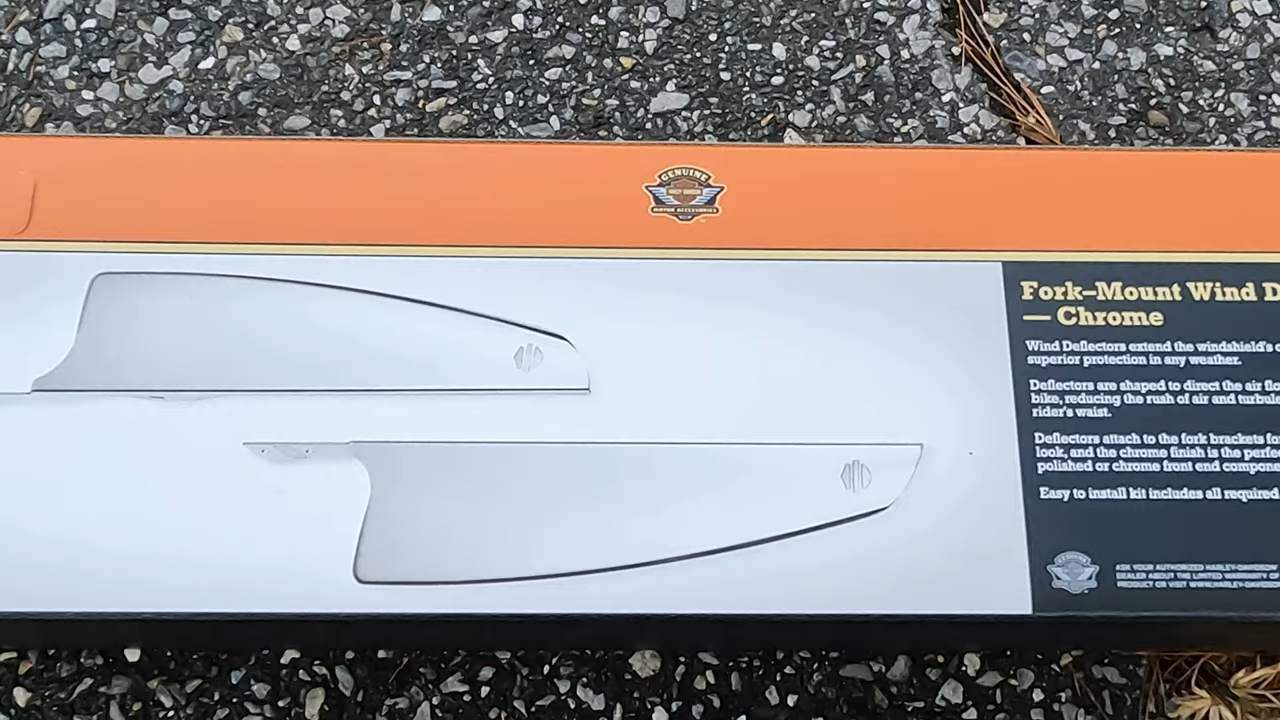 GENUINE
HARLEY-DAVIDSON
MOTOR ACCESSORIES
Fork–Mount Wind D
— Chrome
Wind Deflectors extend the windshield's
superior protection in any weather.
Deflectors are shaped to direct the air flo
bike, reducing the rush of air and turbule
rider's waist.
Deflectors attach to the fork brackets for
look, and the chrome finish is the perfe
polished or chrome front end compone
Easy to install kit includes all required
GENUINE
ASK YOUR AUTHORIZED HARLEY-DAVIDSON
DEALER ABOUT THE LIMITED WARRANTY OF
PRODUCT OR VISIT WWW.HARLEY-DAVIDSO